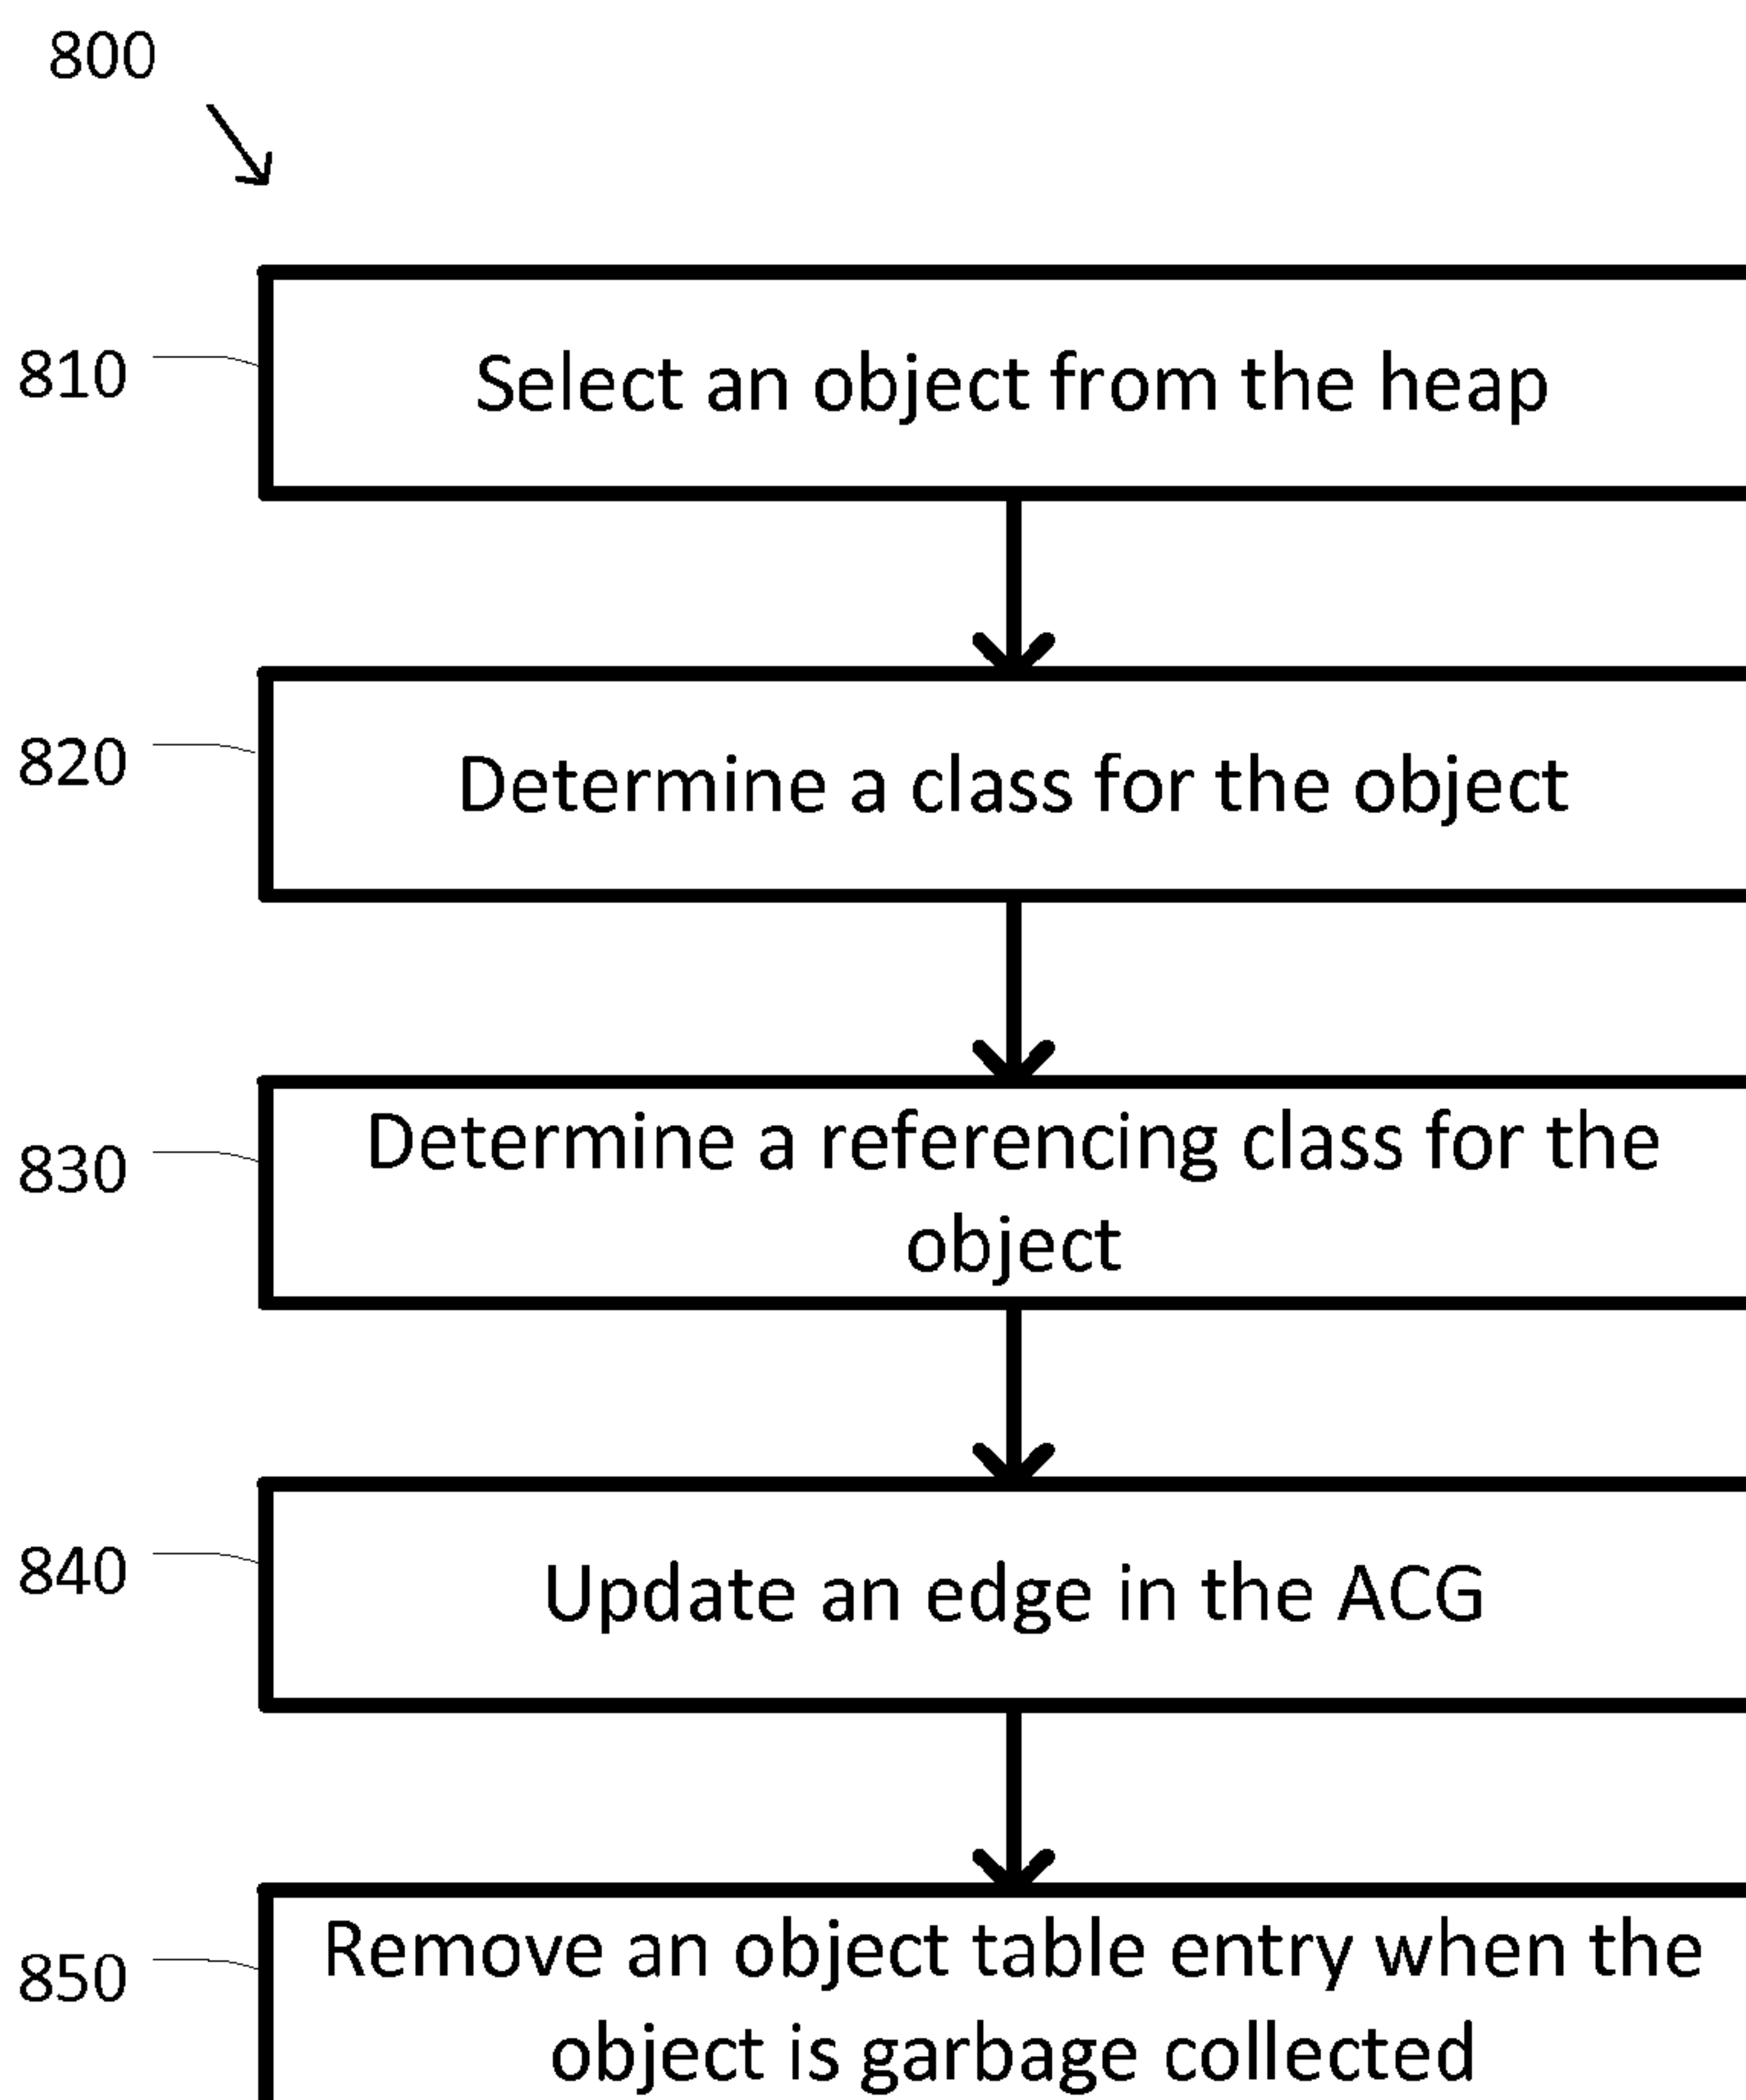 800
810
Select an object from the heap
820
Determine a class for the object
830
Determine a referencing class for the
object
840
Update an edge in the ACG
850
Remove an object table entry when the
object is garbage collected